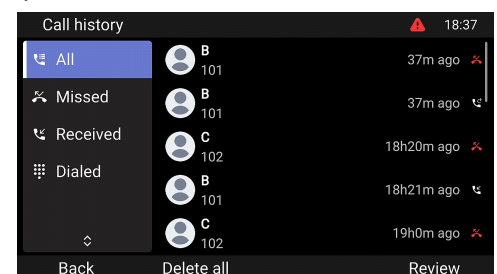 Call history 18:37
All
Missed
Received
Dialed
B
101
37m ago
B
101
37m ago
C
102
18h20m ago
B
101
18h21m ago
C
102
19h0m ago
Back Delete all Review